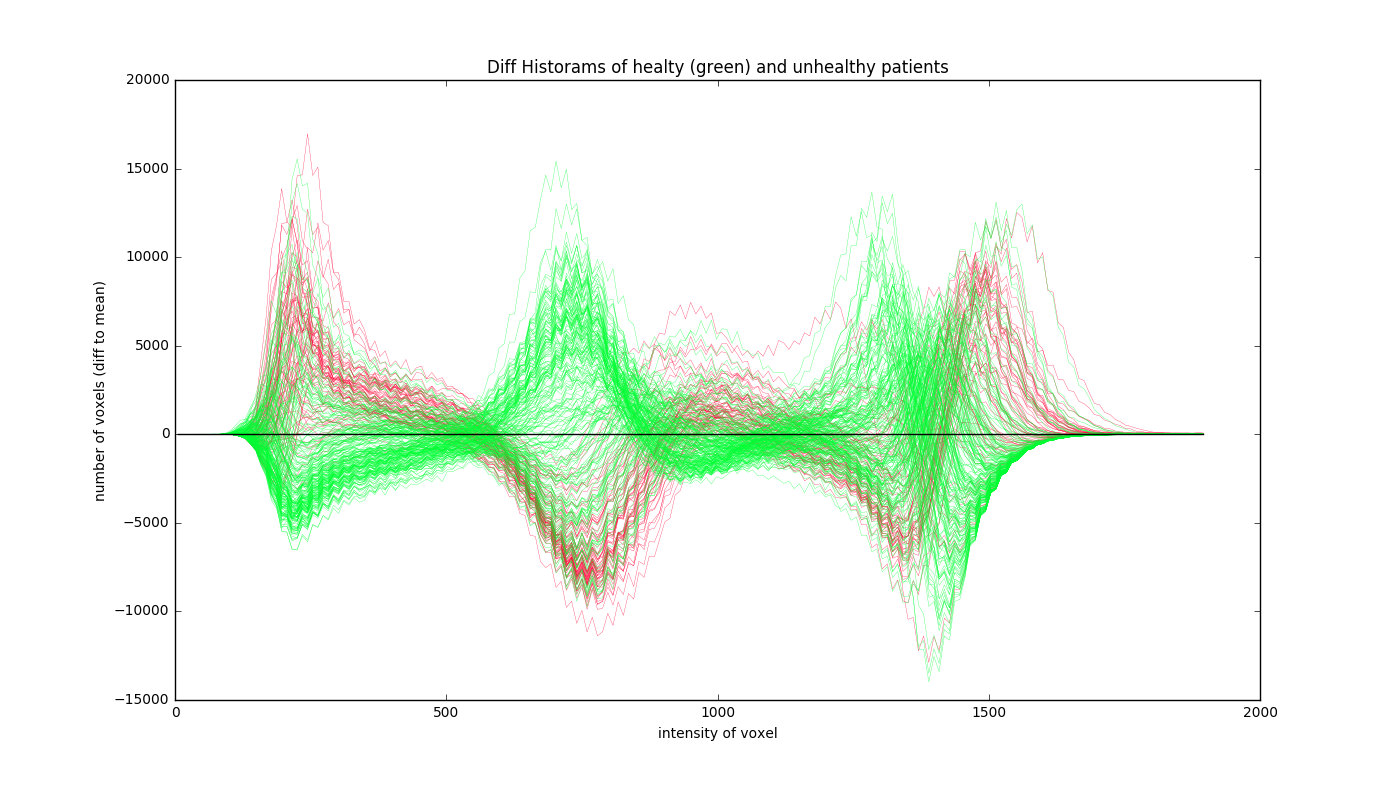 Diff Historams of healty (green) and unhealthy patients
20000
15000
10000
5000
0
−5000
−10000
−15000
number of voxels (diff to mean)
0 500 1000 1500 2000
intensity of voxel